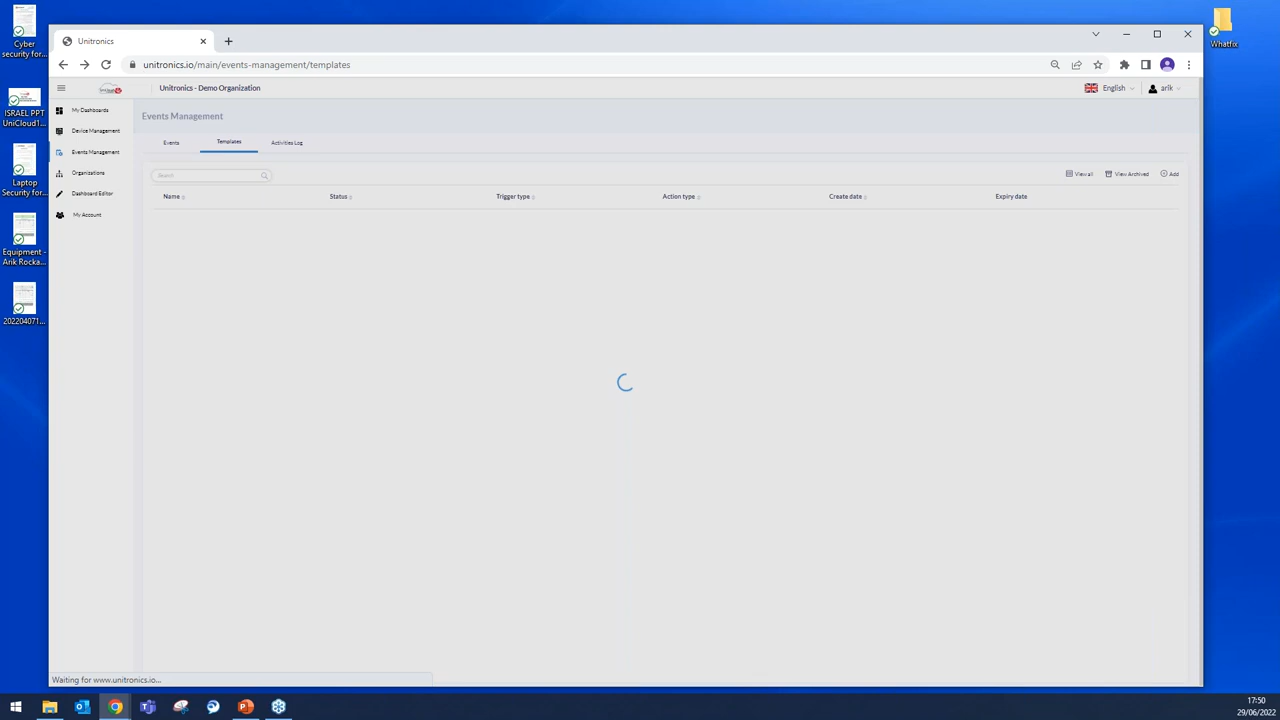 Cyber
security for...
ISRAEL PPT
UniCloud1...
Laptop
Security for...
Equipment -
Arik Rocka...
202204071...
Whatfix
Unitronics
unitronics.io/main/events-management/templates
Unitronics - Demo Organization
English
arik
My Dashboards
Device Management
Events Management
Organizations
Dashboard Editor
My Account
Events Management
Events
Templates
Activities Log
Search
View all
View Archived
Add
Name
Status
Trigger type
Action type
Create date
Expiry date
Waiting for www.unitronics.io...
17:50
29/06/2022